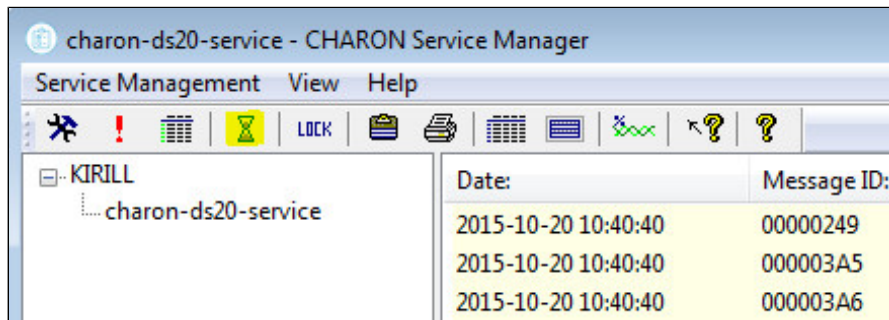 charon-ds20-service - CHARON Service Manager
Service Management View Help
LOCK
KIRILL
charon-ds20-service
Date: Message ID:
2015-10-20 10:40:40 00000249
2015-10-20 10:40:40 000003A5
2015-10-20 10:40:40 000003A6